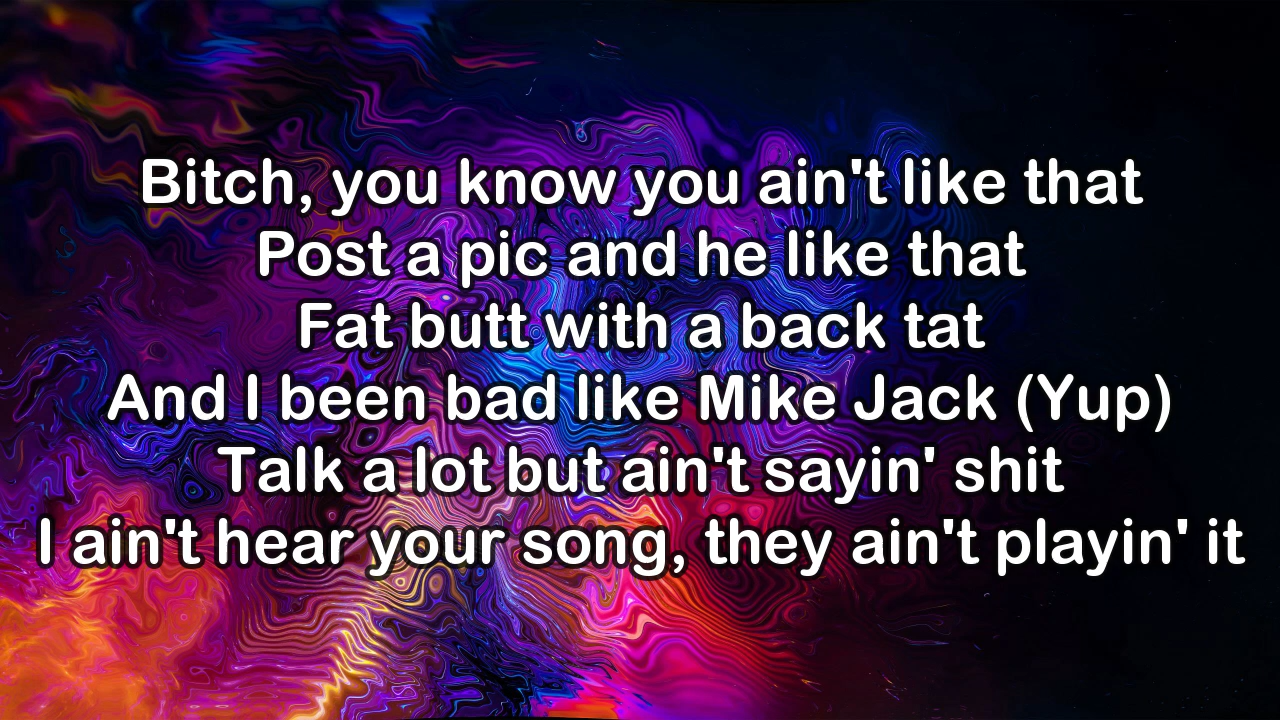 Bitch, you know you ain't like that
Post a pic and he like that
Fat butt with a back tat
And I been bad like Mike Jack (Yup)
Talk a lot but ain't sayin' shit
I ain't hear your song, they ain't playin' it